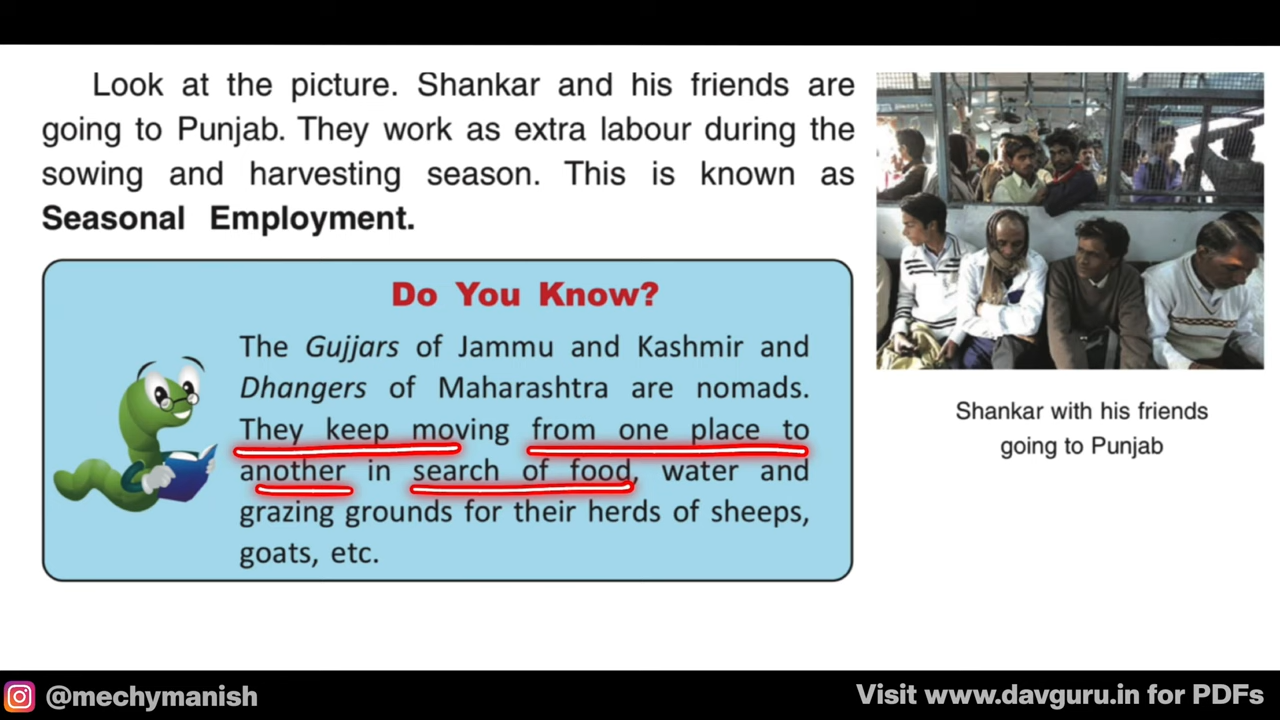 Look at the picture. Shankar and his friends are
going to Punjab. They work as extra labour during the
sowing and harvesting season. This is known as
Seasonal Employment.
Do You Know?
The Gujjars of Jammu and Kashmir and
Dhangers of Maharashtra are nomads.
They keep moving from one place to
another in search of food, water and
grazing grounds for their herds of sheeps,
goats, etc.
Shankar with his friends
going to Punjab
@mechymanish
Visit www.davguru.in for PDFs